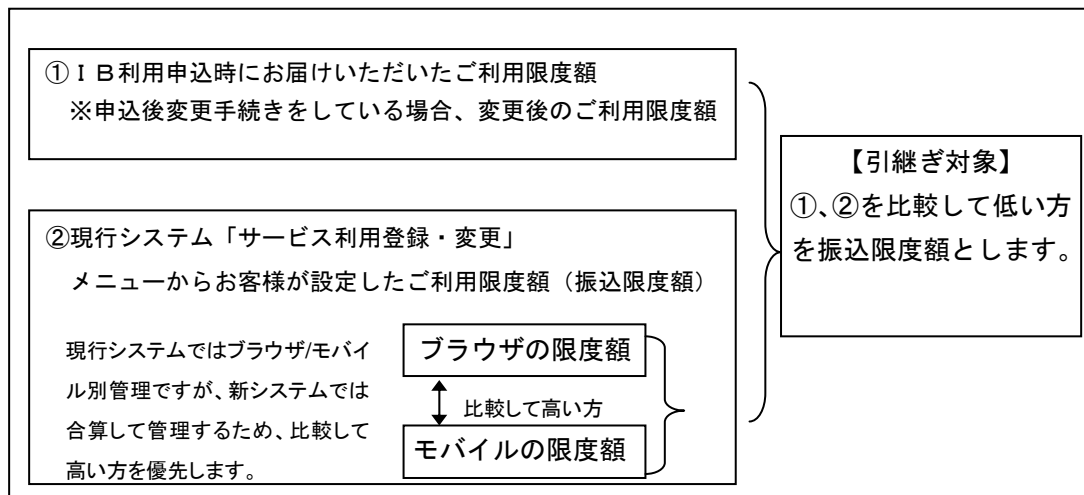 ①ＩＢ利用申込時にお届けいただいたご利用限度額
※申込後変更手続きをしている場合、変更後のご利用限度額
②現行システム「サービス利用登録・変更」
メニューからお客様が設定したご利用限度額（振込限度額）
現行システムではブラウザ/モバイ
ル別管理ですが、新システムでは
合算して管理するため、比較して
高い方を優先します。
ブラウザの限度額
比較して高い方
モバイルの限度額
【引継ぎ対象】
①、②を比較して低い方
を振込限度額とします。